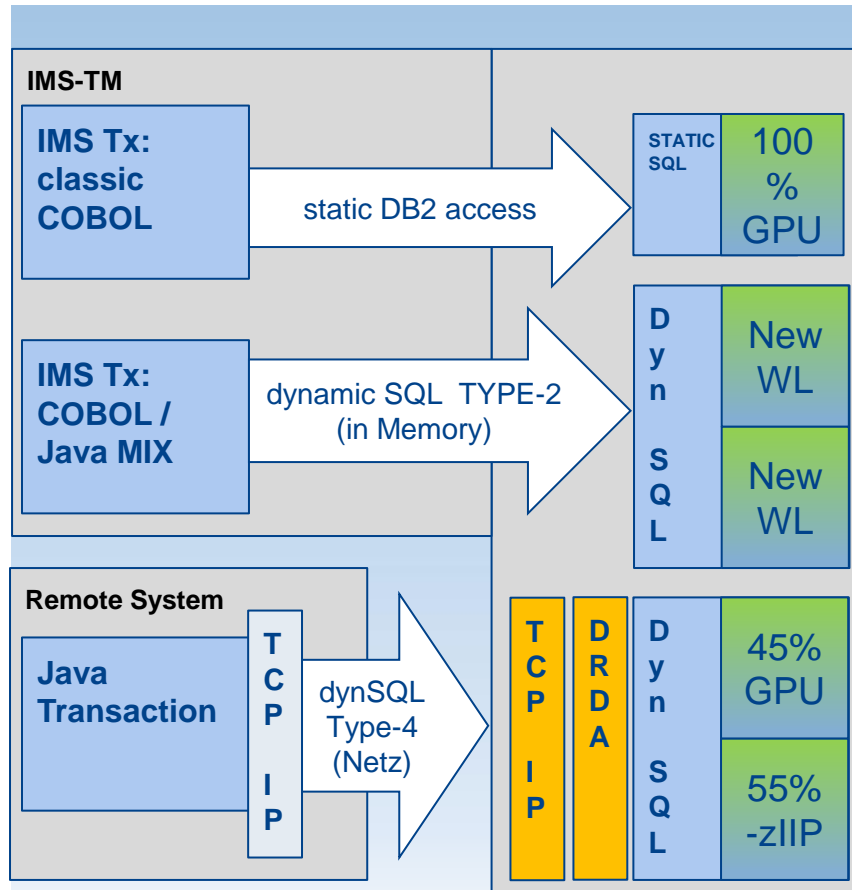 IMS-TM
IMS Tx:
classic
COBOL
static DB2 access
STATIC
SQL
100
%
GPU
IMS Tx:
COBOL /
Java MIX
dynamic SQL TYPE-2
(in Memory)
D
y
n
S
Q
L
New
WL
New
WL
Remote System
Java
Transaction
T
C
P
I
P
dynSQL
Type-4
(Netz)
T
C
P
I
P
D
R
D
A
D
y
n
S
Q
L
45%
GPU
55%
-zIIP